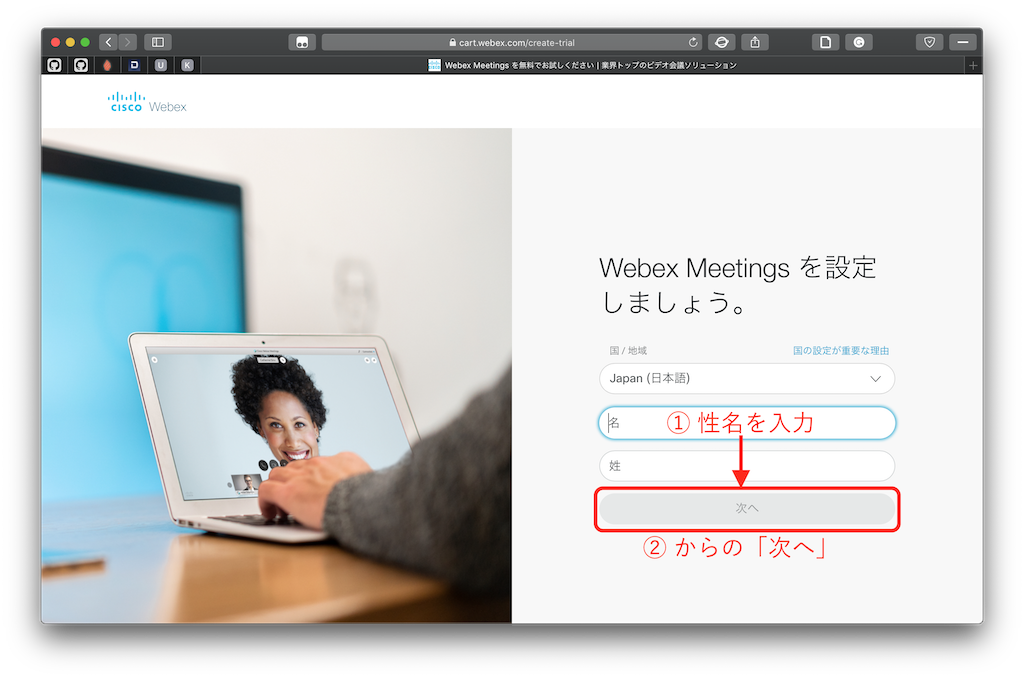 cart.webex.com/create-trial
D
U
K
Webex Meetings を無料でお試しください | 業界トップのビデオ会議ソリューション
CISCO Webex
Webex Meetings を設定
しましょう。
国 / 地域
国の設定が重要な理由
Japan (日本語)
名
① 性名を入力
姓
次へ
② からの「次へ」